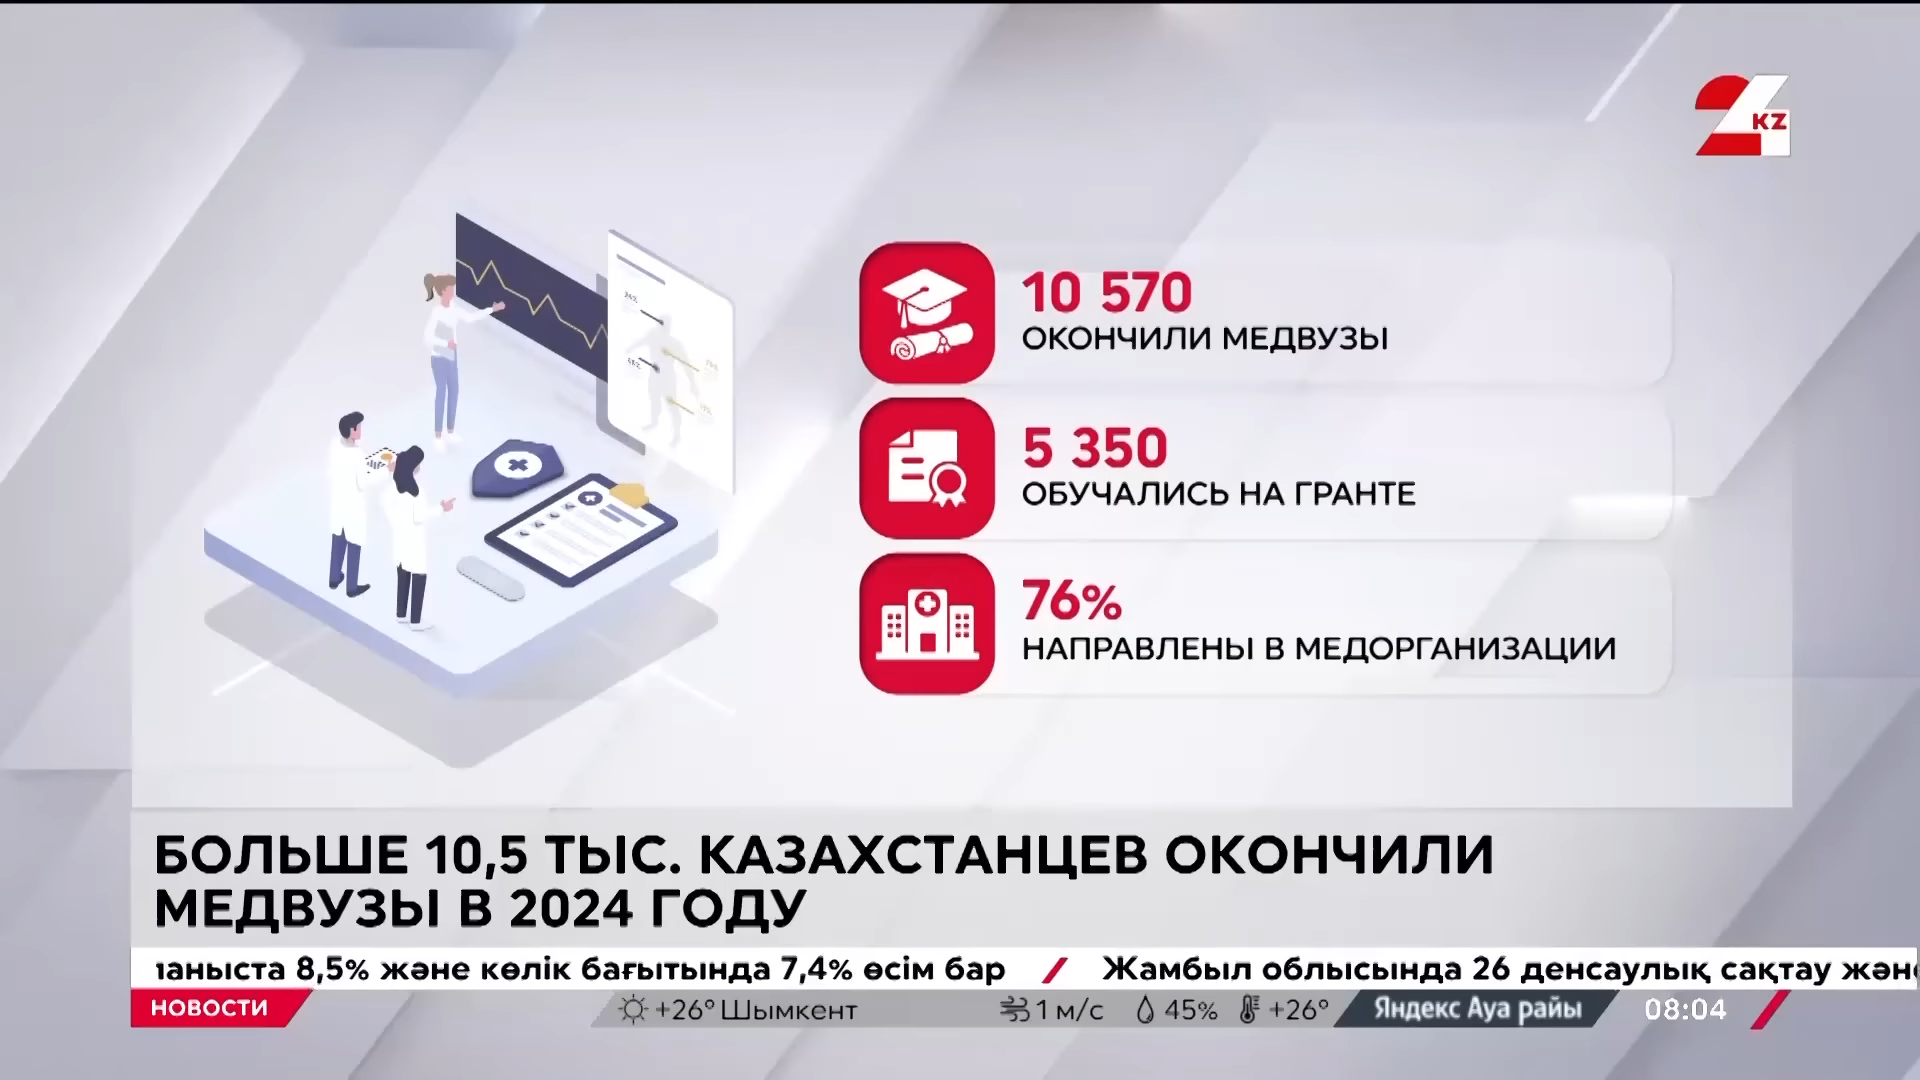 24 KZ
10 570
ОКОНЧИЛИ МЕДВУЗЫ
5 350
ОБУЧАЛИСЬ НА ГРАНТЕ
76%
НАПРАВЛЕНЫ В МЕДОРГАНИЗАЦИИ
БОЛЬШЕ 10,5 ТЫС. КАЗАХСТАНЦЕВ ОКОНЧИЛИ
МЕДВУЗЫ В 2024 ГОДУ
8,5% және көлік бағытында 7,4% өсім бар / Жамбыл облысында 26 денсаулық сақтау
НОВОСТИ +26° Шымкент 1 м/с 45% +26° Яндекс Ауа райы 08:04